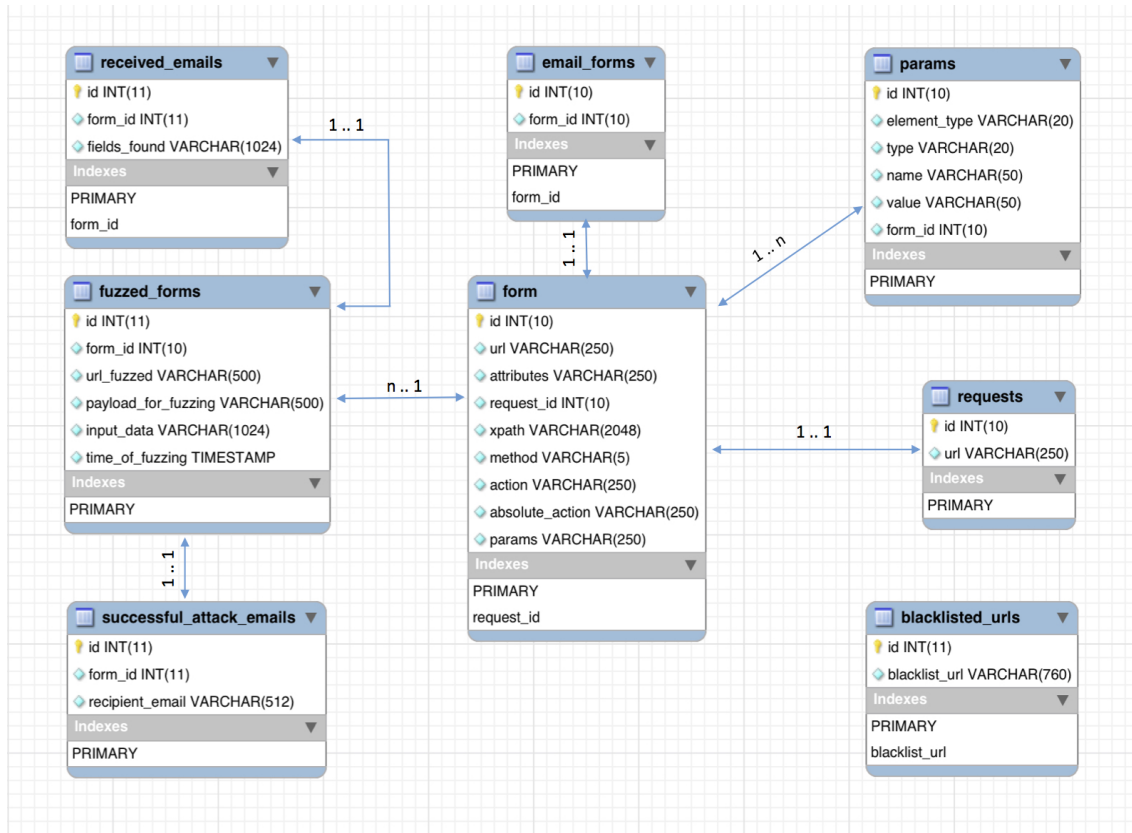 received_emails
id INT(11)
form_id INT(11)
fields_found VARCHAR(1024)
Indexes
PRIMARY
form_id
1 .. 1
email_forms
id INT(10)
form_id INT(10)
Indexes
PRIMARY
form_id
1 .. 1
params
id INT(10)
element_type VARCHAR(20)
type VARCHAR(20)
name VARCHAR(50)
value VARCHAR(50)
form_id INT(10)
Indexes
PRIMARY
1 .. n
fuzzed_forms
id INT(11)
form_id INT(10)
url_fuzzed VARCHAR(500)
payload_for_fuzzing VARCHAR(500)
input_data VARCHAR(1024)
time_of_fuzzing TIMESTAMP
Indexes
PRIMARY
n .. 1
form
id INT(10)
url VARCHAR(250)
attributes VARCHAR(250)
request_id INT(10)
xpath VARCHAR(2048)
method VARCHAR(5)
action VARCHAR(250)
absolute_action VARCHAR(250)
params VARCHAR(250)
Indexes
PRIMARY
request_id
1 .. 1
requests
id INT(10)
url VARCHAR(250)
Indexes
PRIMARY
1 .. 1
successful_attack_emails
id INT(11)
form_id INT(11)
recipient_email VARCHAR(512)
Indexes
PRIMARY
blacklisted_urls
id INT(11)
blacklist_url VARCHAR(760)
Indexes
PRIMARY
blacklist_url